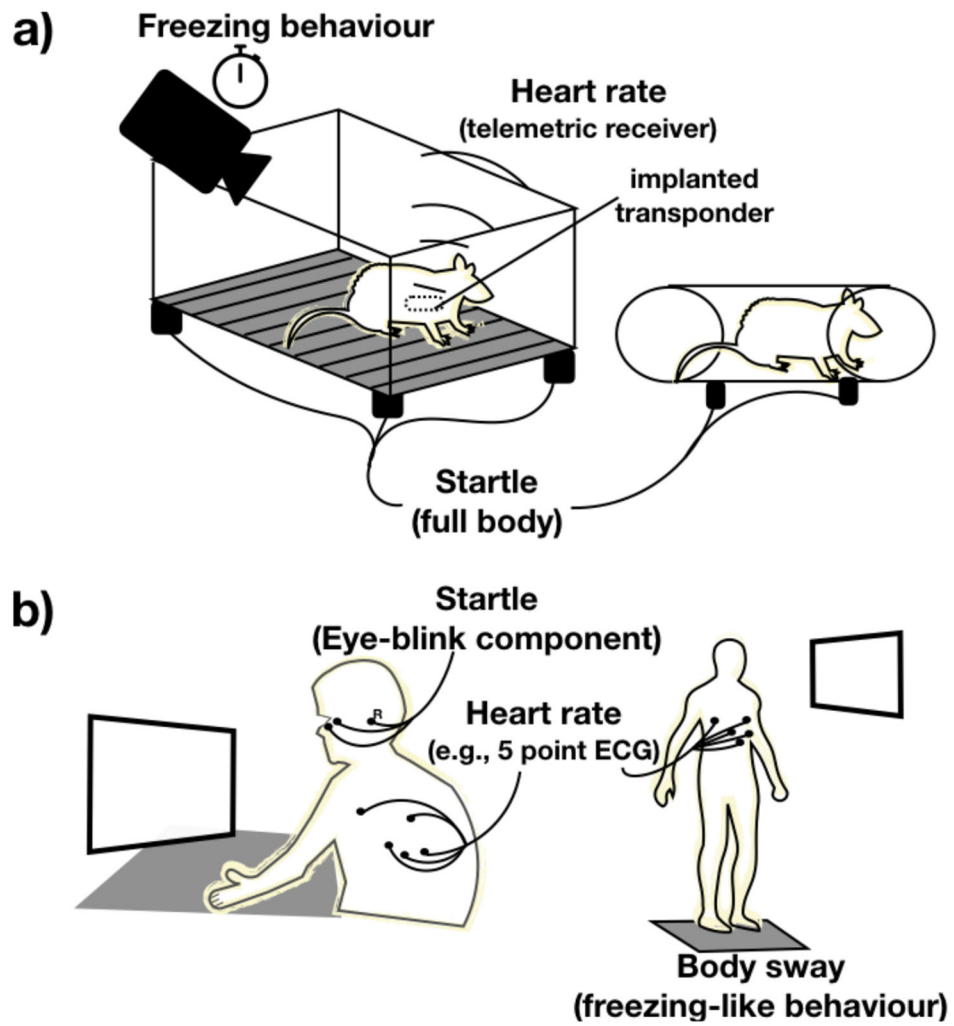 a)
Freezing behaviour
Heart rate
(telemetric receiver)
implanted
transponder
Startle
(full body)
b)
Startle
(Eye-blink component)
R
Heart rate
(e.g., 5 point ECG)
Body sway
(freezing-like behaviour)